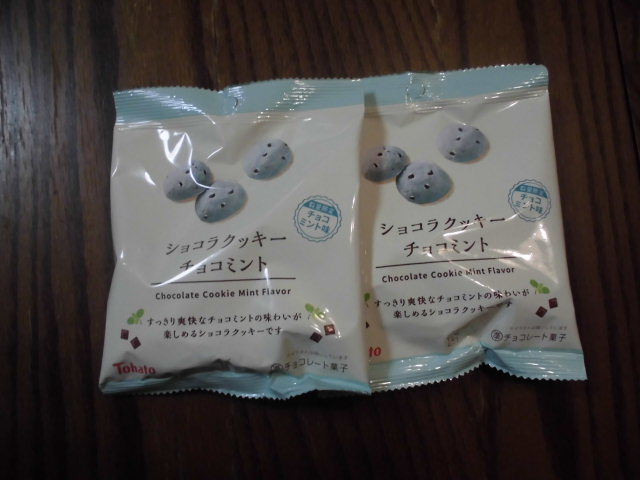 チョコ
ミント味
ショコラクッキー
チョコミント
Chocolate Cookie Mint Flavor
すっきり爽快なチョコミントの味わいが
楽しめるショコラクッキーです
Tohato
チョコレート菓子
チョコ
ミント味
ショコラクッキー
チョコミント
Chocolate Cookie Mint Flavor
すっきり爽快なチョコミントの味わいが
楽しめるショコラクッキーです
ato
チョコレート菓子